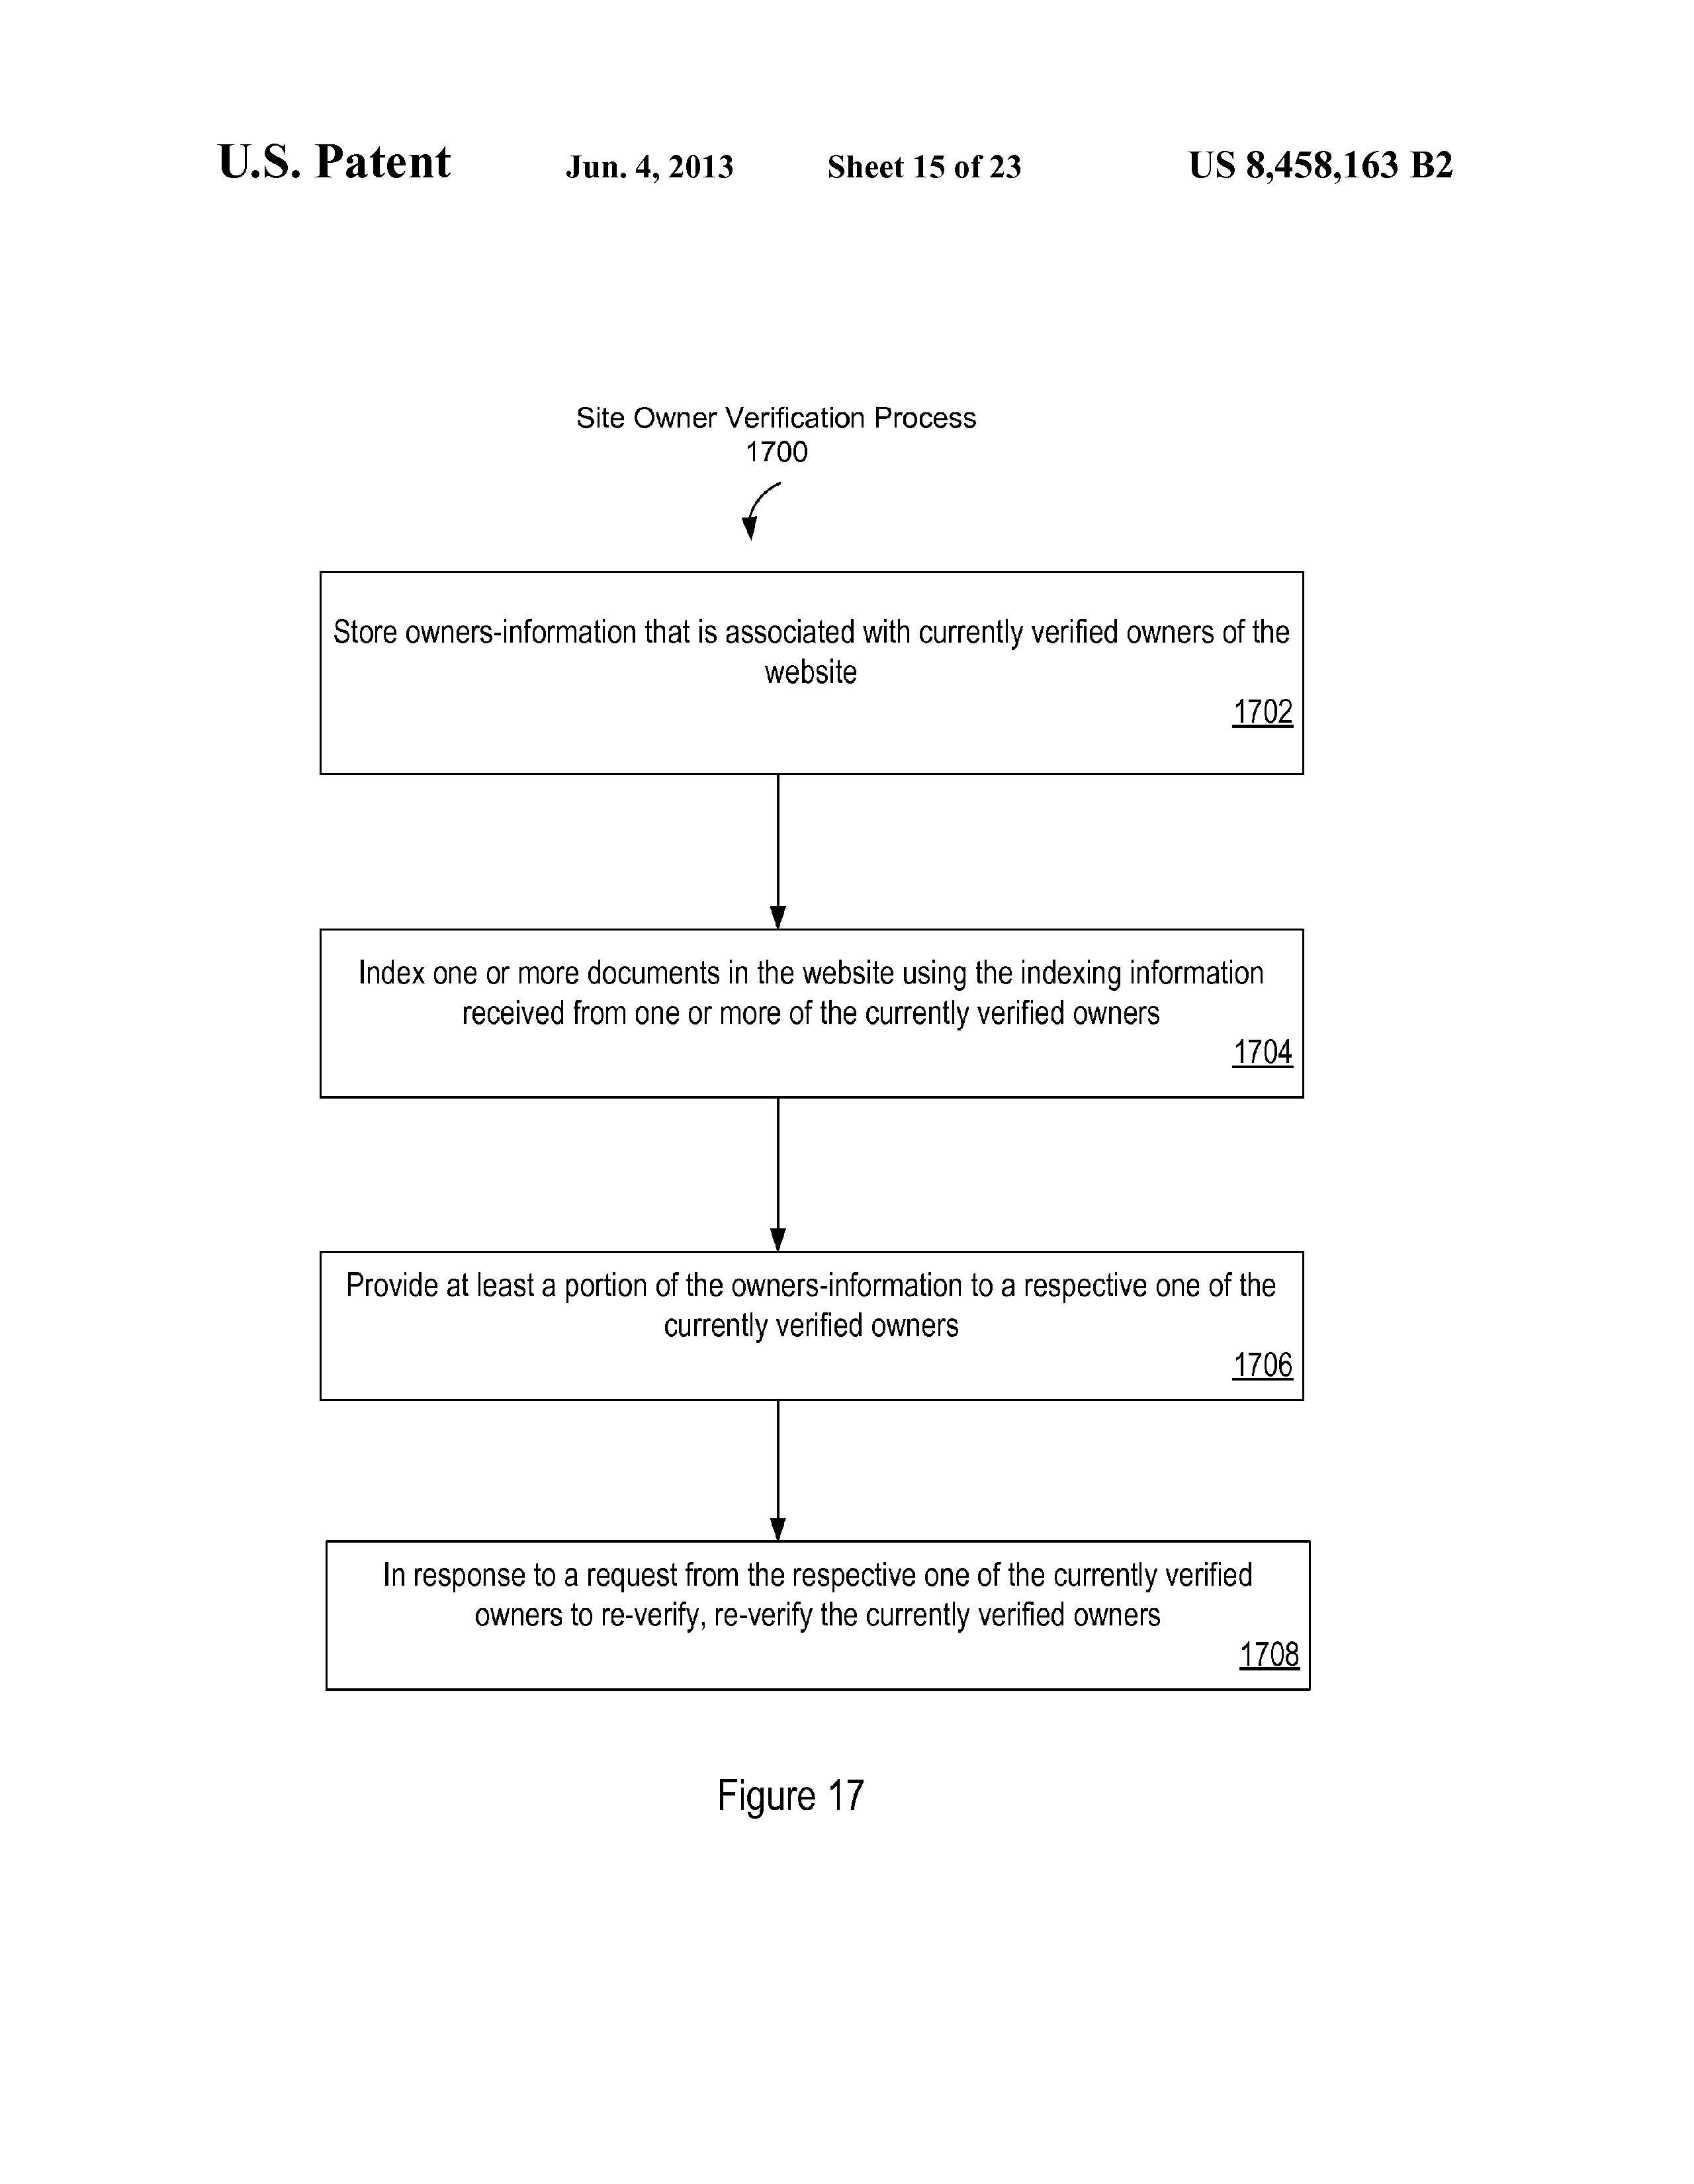 U.S. Patent Jun. 4, 2013 Sheet 15 of 23 US 8,458,163 B2
Site Owner Verification Process
1700
Store owners-information that is associated with currently verified owners of the
website
1702
Index one or more documents in the website using the indexing information
received from one or more of the currently verified owners
1704
Provide at least a portion of the owners-information to a respective one of the
currently verified owners
1706
In response to a request from the respective one of the currently verified
owners to re-verify, re-verify the currently verified owners
1708
Figure 17